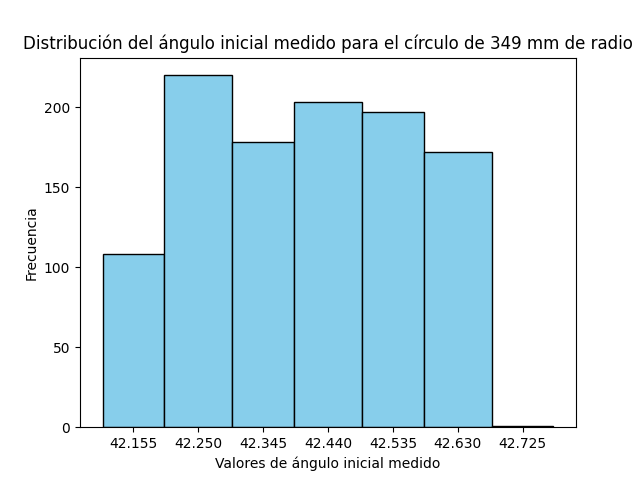 Distribución del ángulo inicial medido para el círculo de 349 mm de radio
200
150
100
50
0
Frecuencia
42.155 42.250 42.345 42.440 42.535 42.630 42.725
Valores de ángulo inicial medido